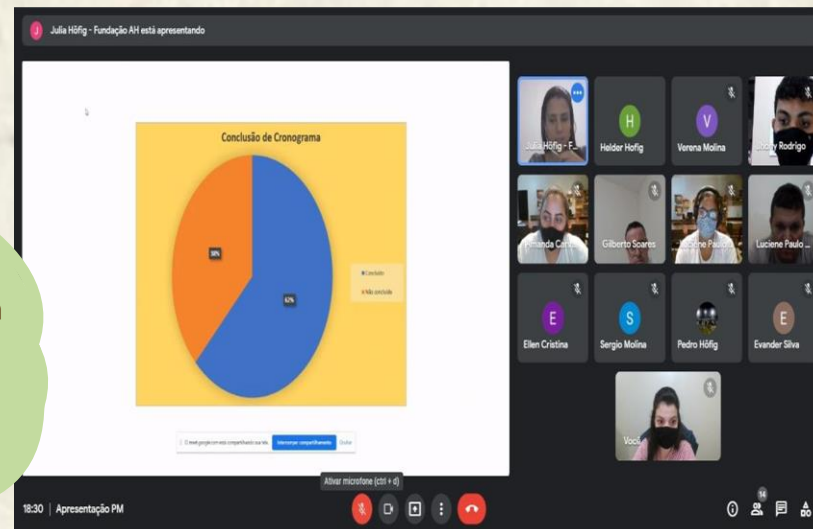 Julia Höfig - Fundação AH está apresentando
Conclusão de Cronograma
38%
62%
Concluído
Não concluído
Interromper compartilhamento
Ocultar
Julia Höfig - F...
Helder Hofig
Verena Molina
Rodrigo
Gilberto Soares
Luciene Paulo ...
Ellen Cristina
Sergio Molina
Pedro Höfig
Evander Silva
Você
Ativar microfone (ctrl + d)
18:30 | Apresentação PM
14